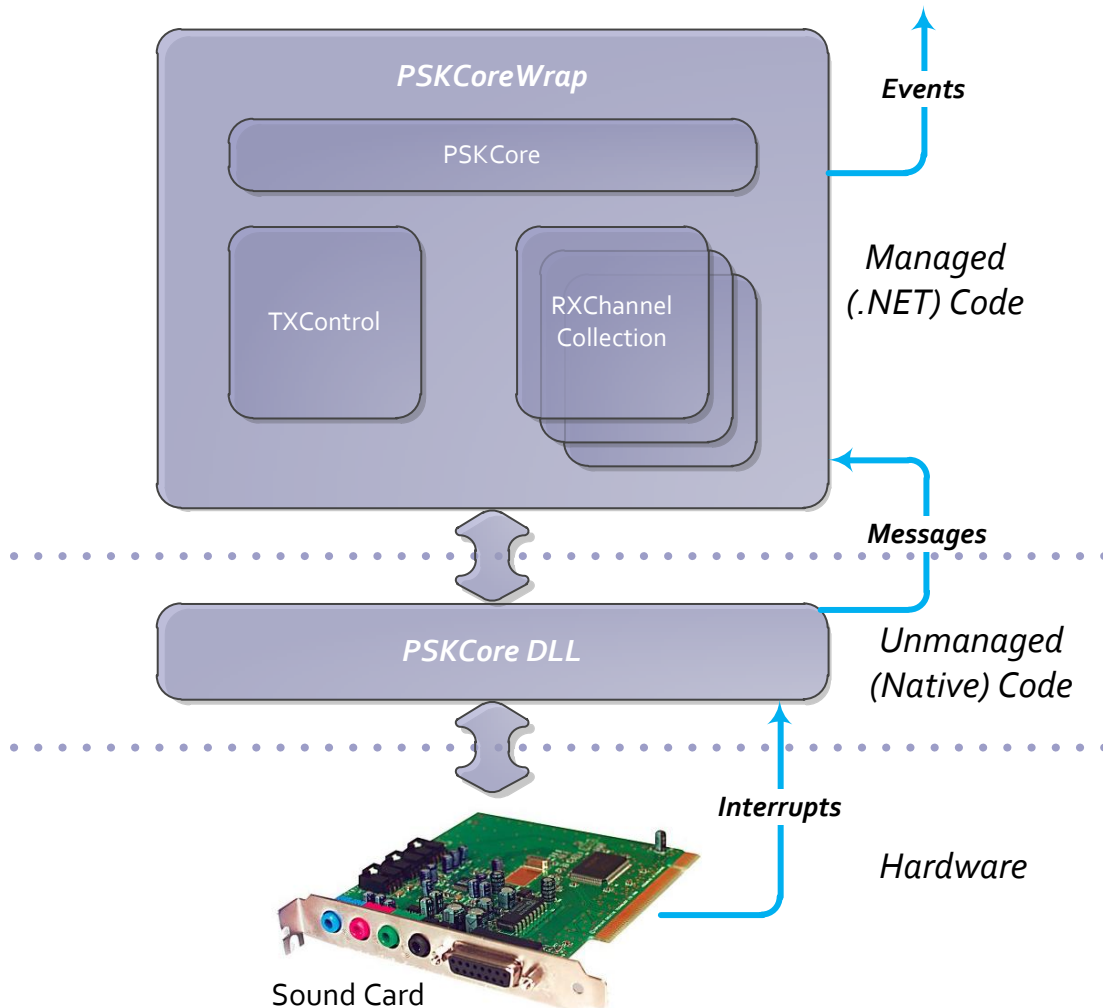 PSKCoreWrap
Events
PSKCore
Managed
(.NET) Code
TXControl
RXChannel
Collection
Messages
PSKCore DLL
Unmanaged
(Native) Code
Interrupts
Hardware
Sound Card